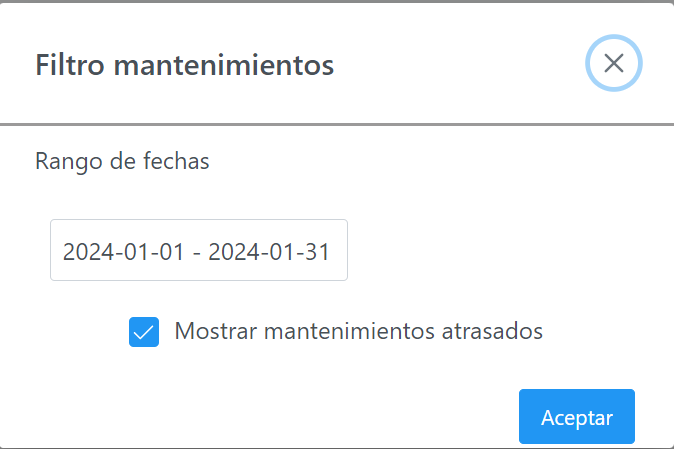 Filtro mantenimientos
Rango de fechas
2024-01-01 - 2024-01-31
Mostrar mantenimientos atrasados
Aceptar